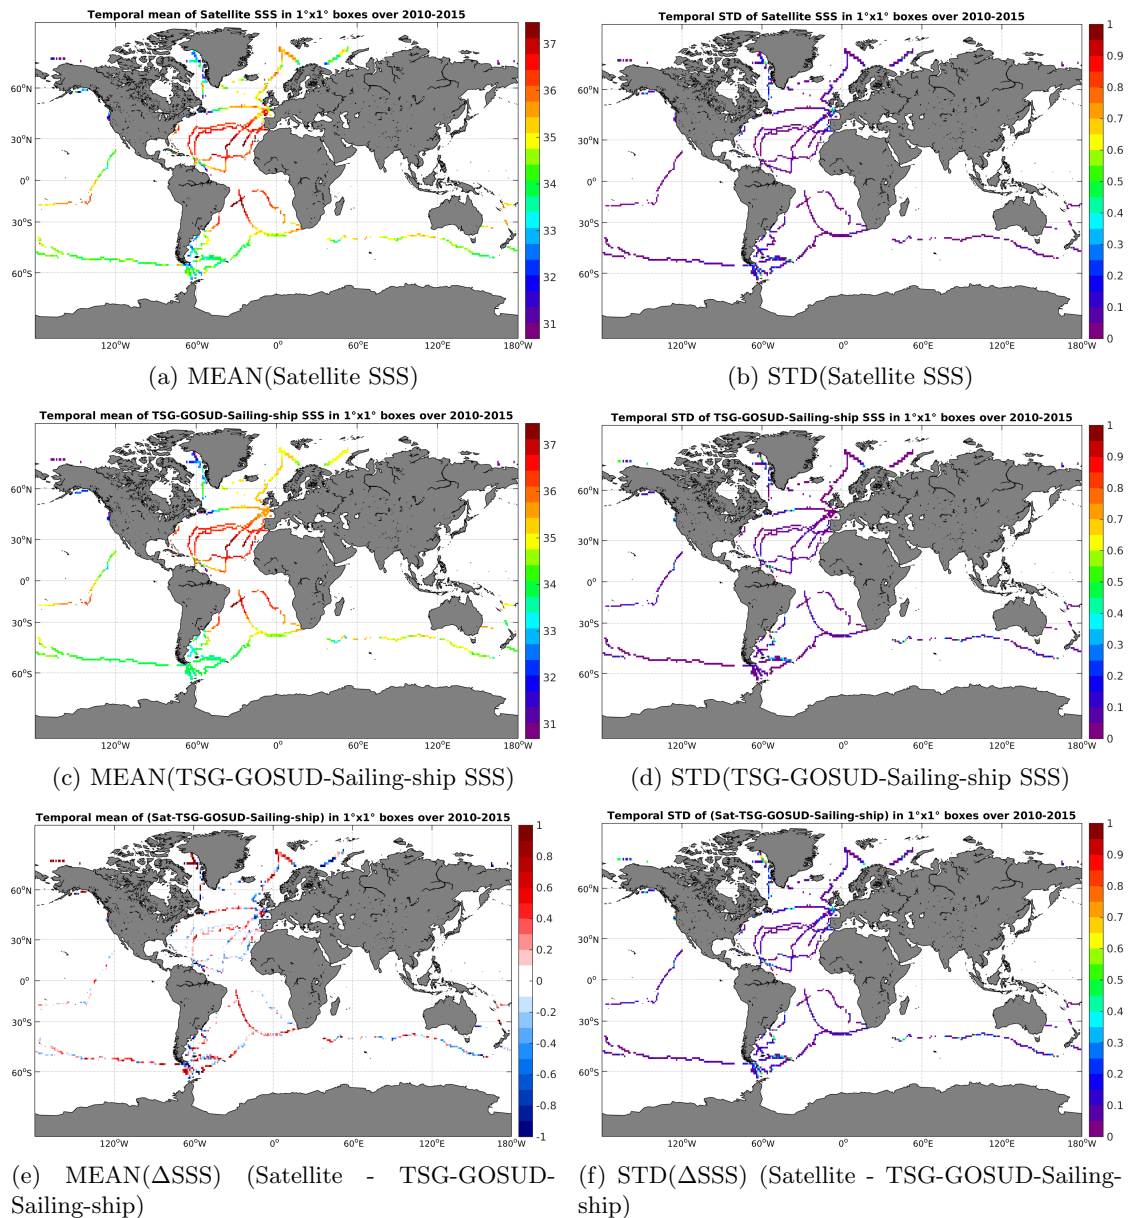 Temporal mean of Satellite SSS in 1°x1° boxes over 2010-2015
60°N
30°N
0°
30°S
60°S
120°W
60°W
0°
60°E
120°E
180°W
37
36
35
34
33
32
31
(a) MEAN(Satellite SSS)
Temporal STD of Satellite SSS in 1°x1° boxes over 2010-2015
60°N
30°N
0°
30°S
60°S
120°W
60°W
0°
60°E
120°E
180°W
1
0.9
0.8
0.7
0.6
0.5
0.4
0.3
0.2
0.1
0
(b) STD(Satellite SSS)
Temporal mean of TSG-GOSUD-Sailing-ship SSS in 1°x1° boxes over 2010-2015
60°N
30°N
0°
30°S
60°S
120°W
60°W
0°
60°E
120°E
180°W
37
36
35
34
33
32
31
(c) MEAN(TSG-GOSUD-Sailing-ship SSS)
Temporal STD of TSG-GOSUD-Sailing-ship SSS in 1°x1° boxes over 2010-2015
60°N
30°N
0°
30°S
60°S
120°W
60°W
0°
60°E
120°E
180°W
1
0.9
0.8
0.7
0.6
0.5
0.4
0.3
0.2
0.1
0
(d) STD(TSG-GOSUD-Sailing-ship SSS)
Temporal mean of (Sat-TSG-GOSUD-Sailing-ship) in 1°x1° boxes over 2010-2015
60°N
30°N
0°
30°S
60°S
120°W
60°W
0°
60°E
120°E
180°W
1
0.8
0.6
0.4
0.2
0
-0.2
-0.4
-0.6
-0.8
-1
(e) MEAN(ΔSSS) (Satellite - TSG-GOSUD-
Sailing-ship)
Temporal STD of (Sat-TSG-GOSUD-Sailing-ship) in 1°x1° boxes over 2010-2015
60°N
30°N
0°
30°S
60°S
120°W
60°W
0°
60°E
120°E
180°W
1
0.9
0.8
0.7
0.6
0.5
0.4
0.3
0.2
0.1
0
(f) STD(ΔSSS) (Satellite - TSG-GOSUD-Sailing-
ship)